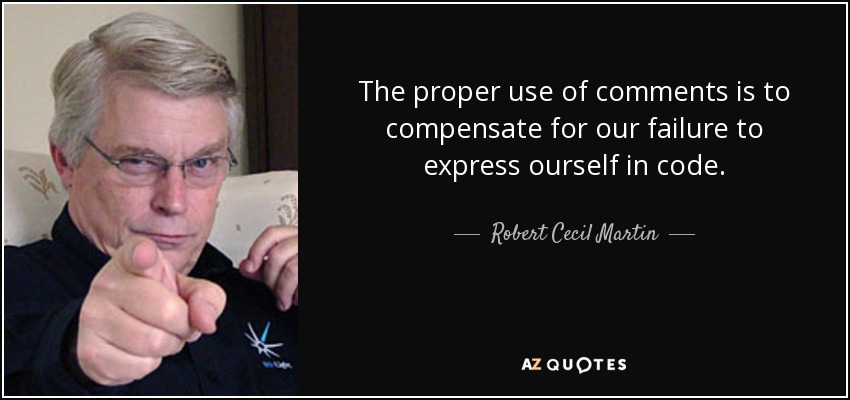 The proper use of comments is to
compensate for our failure to
express ourself in code.
Robert Cecil Martin
AZ QUOTES